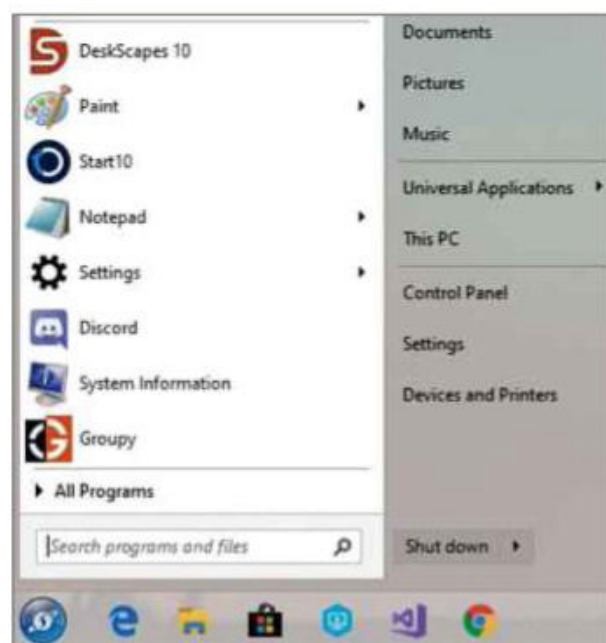 DeskScapes 10
Paint
Start10
Notepad
Settings
Discord
System Information
Groupy
All Programs
Search programs and files
Documents
Pictures
Music
Universal Applications
This PC
Control Panel
Settings
Devices and Printers
Shut down